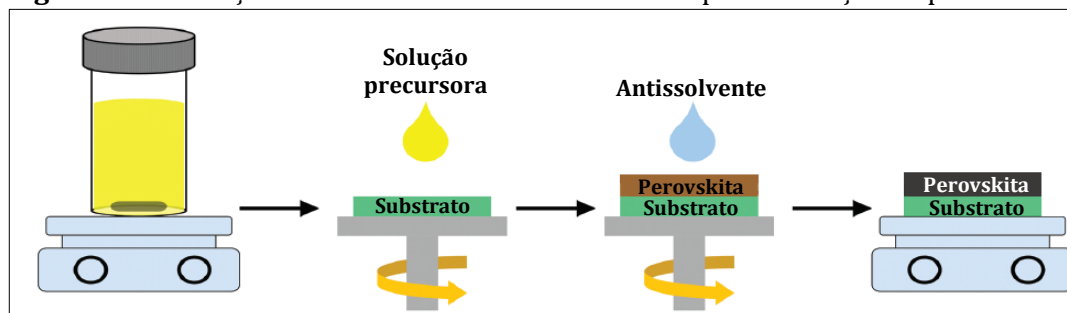 Solução
precursora
Antissolvente
Substrato
Perovskita
Substrato
Perovskita
Substrato